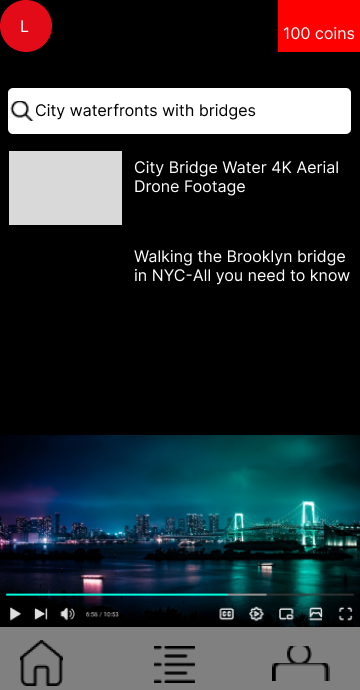 L
100 coins
City waterfronts with bridges
City Bridge Water 4K Aerial
Drone Footage
Walking the Brooklyn bridge
in NYC-All you need to know
6:56 / 10:53
CC